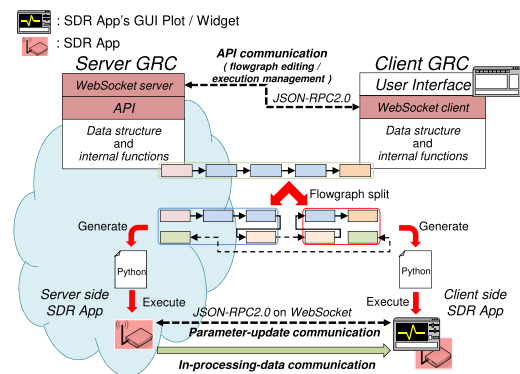 : SDR App's GUI Plot / Widget
: SDR App
Server GRC
API communication
( flowgraph editing /
execution management )
Client GRC
WebSocket server
User Interface
API
JSON-RPC2.0
WebSocket client
Data structure
and
internal functions
Data structure
and
internal functions
Flowgraph split
Generate
Generate
Python
Python
Server side
SDR App
Execute
Execute
Client side
SDR App
JSON-RPC2.0 on WebSocket
Parameter-update communication
In-processing-data communication